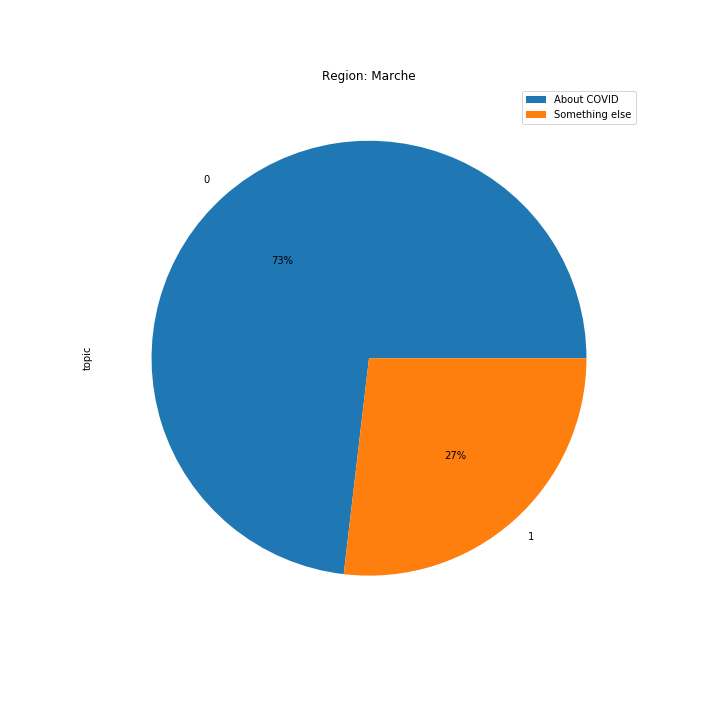 Region: Marche
About COVID
Something else
0
73%
topic
27%
1